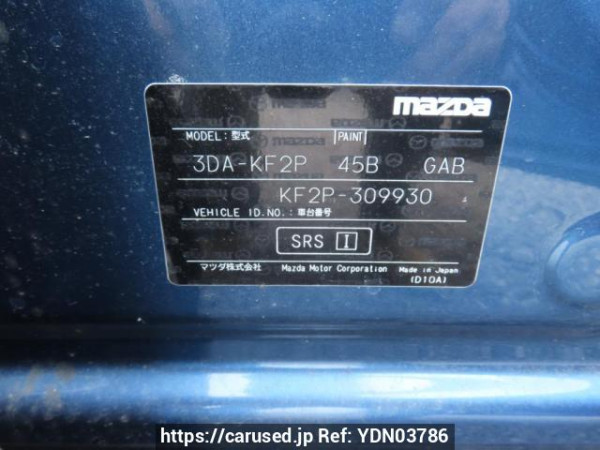 mazda
MODEL: 型式 PAINT
3DA-KF2P 45B GAB
KF2P-309930 4
VEHICLE ID.NO.: 車台番号
SRS I
マツダ株式会社 Mazda Motor Corporation Made in Japan
(D10A)
https://carused.jp Ref: YDN03786